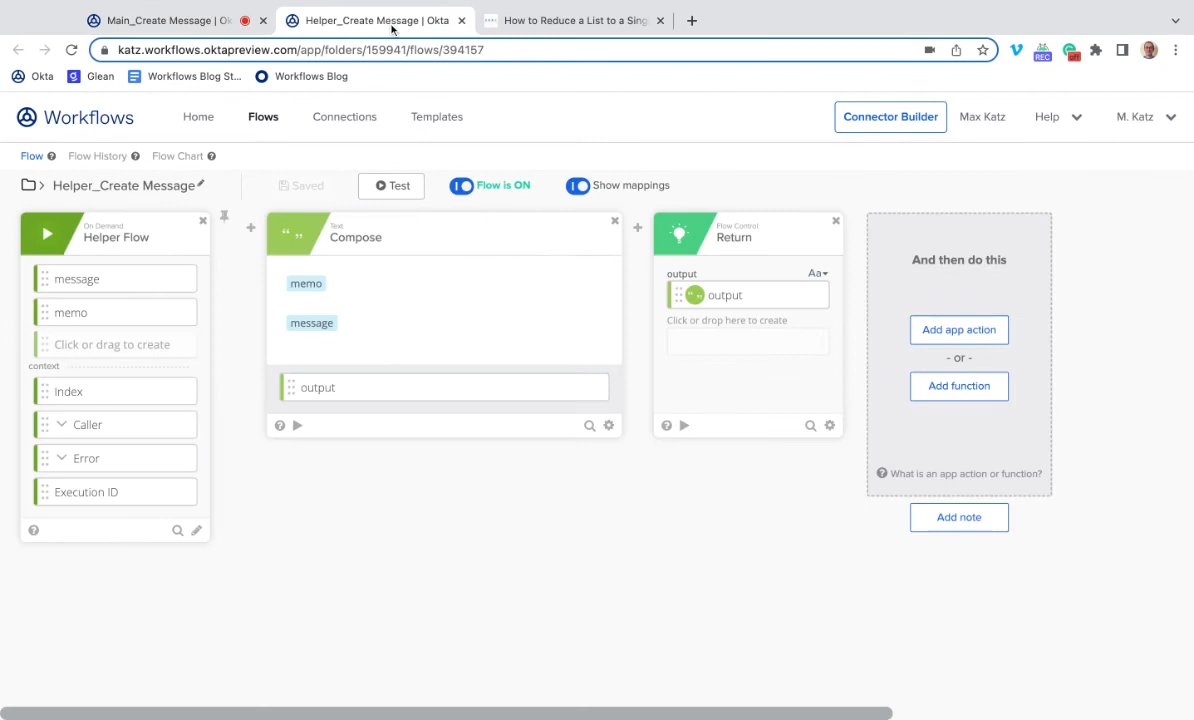 Main_Create Message | Ok
Helper_Create Message | Okta
How to Reduce a List to a Sing
katz.workflows.oktapreview.com/app/folders/159941/flows/394157
REC
off
Okta
Glean
Workflows Blog St...
Workflows Blog
Workflows
Home
Flows
Connections
Templates
Connector Builder
Max Katz
Help
M. Katz
Flow
Flow History
Flow Chart
Helper_Create Message
Saved
Test
Flow is ON
Show mappings
On Demand
Helper Flow
message
memo
Click or drag to create
context
Index
Caller
Error
Execution ID
Text
Compose
memo
message
output
Flow Control
Return
output
Aa
output
Click or drop here to create
And then do this
Add app action
- or -
Add function
What is an app action or function?
Add note